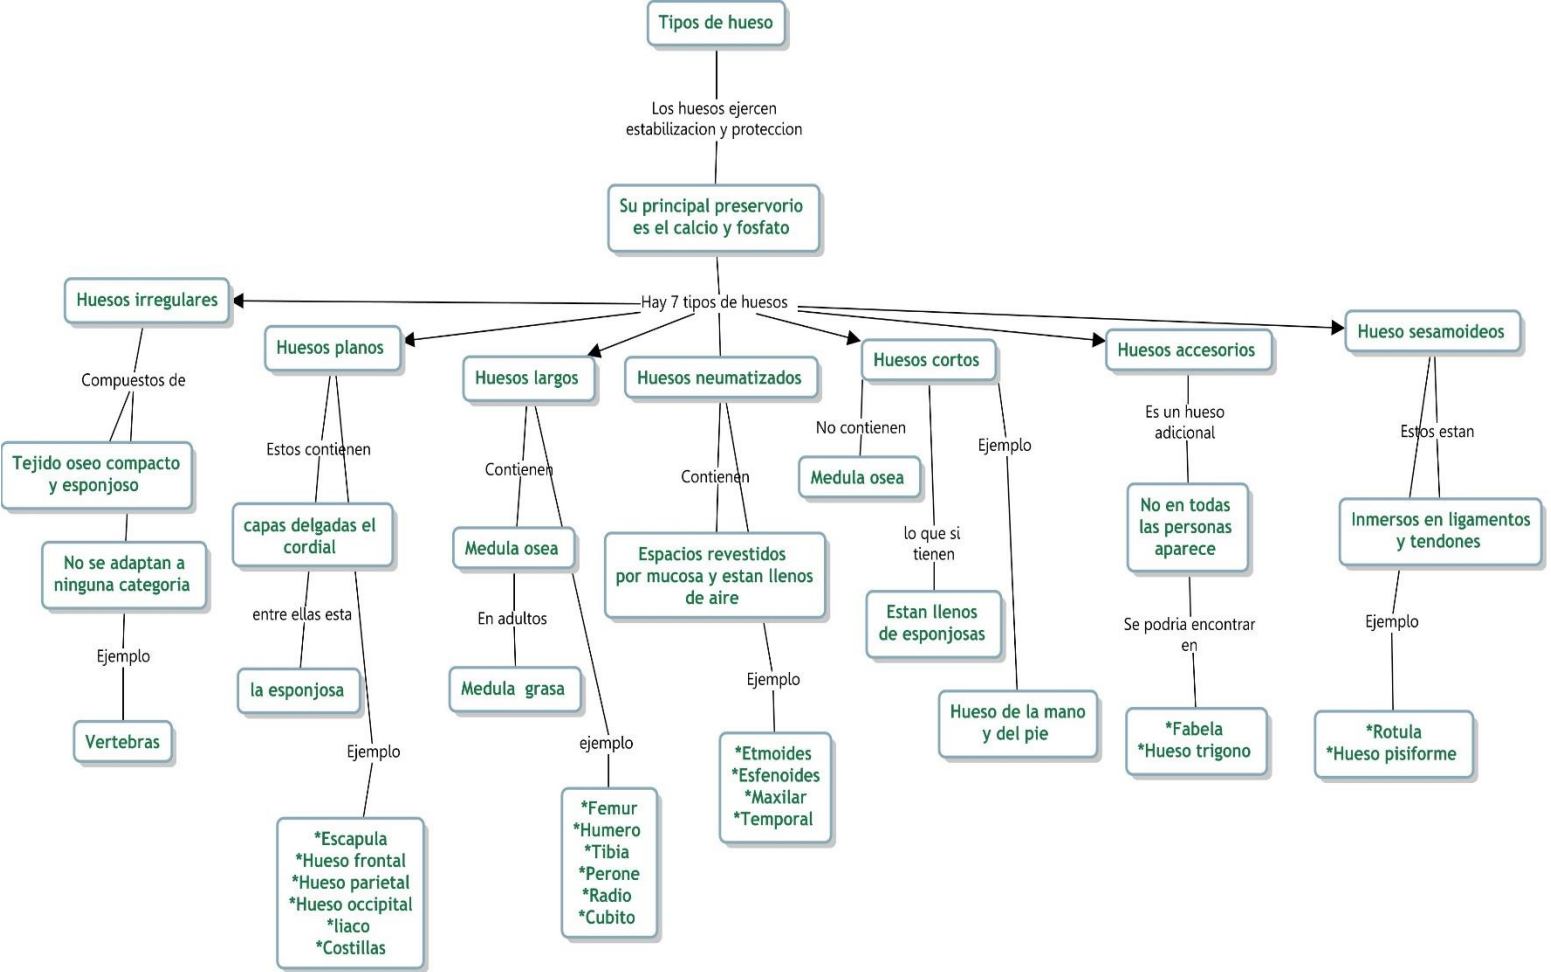 Tipos de hueso
Los huesos ejercen
estabilizacion y proteccion
Su principal preservorio
es el calcio y fosfato
Hay 7 tipos de huesos
Huesos irregulares
Compuestos de
Tejido oseo compacto
y esponjoso
No se adaptan a
ninguna categoria
Ejemplo
Vertebras
Huesos planos
Estos contienen
capas delgadas el
cordial
entre ellas esta
la esponjosa
Ejemplo
*Escapula
*Hueso frontal
*Hueso parietal
*Hueso occipital
*liaco
*Costillas
Huesos largos
Contienen
Medula osea
En adultos
Medula  grasa
ejemplo
*Femur
*Humero
*Tibia
*Perone
*Radio
*Cubito
Huesos neumatizados
Contienen
Espacios revestidos
por mucosa y estan llenos
de aire
Ejemplo
*Etmoides
*Esfenoides
*Maxilar
*Temporal
Huesos cortos
No contienen
Medula osea
lo que si
tienen
Estan llenos
de esponjosas
Ejemplo
Hueso de la mano
y del pie
Huesos accesorios
Es un hueso
adicional
No en todas
las personas
aparece
Se podria encontrar
en
*Fabela
*Hueso trigono
Hueso sesamoideos
Estos estan
Inmersos en ligamentos
y tendones
Ejemplo
*Rotula
*Hueso pisiforme